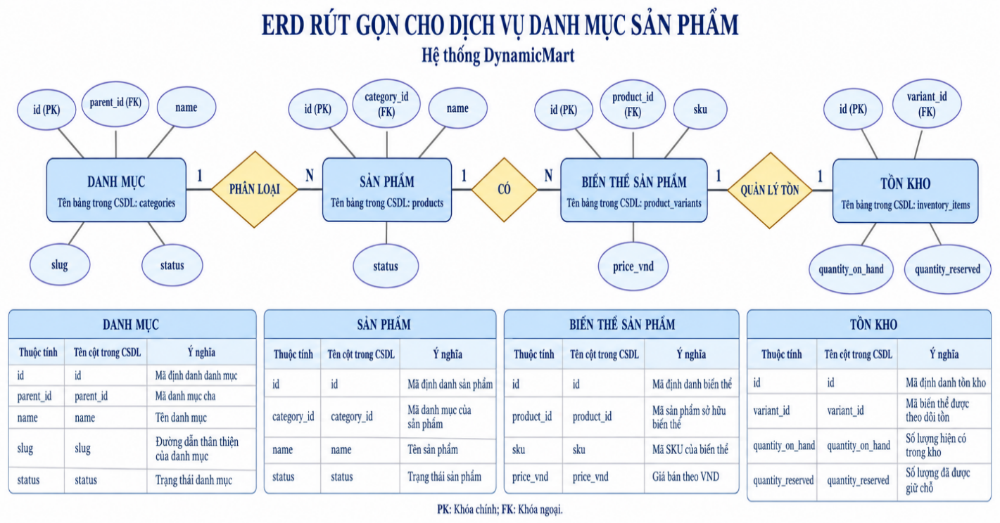 ERD RÚT GỌN CHO DỊCH VỤ DANH MỤC SẢN PHẨM
Hệ thống DynamicMart
id (PK)
parent_id (FK)
name
id (PK)
category_id
(FK)
name
id (PK)
product_id
(FK)
sku
id (PK)
variant_id
(FK)
DANH MỤC
Tên bảng trong CSDL: categories
1
PHÂN LOẠI
N
SẢN PHẨM
Tên bảng trong CSDL: products
1
CÓ
N
BIẾN THỂ SẢN PHẨM
Tên bảng trong CSDL: product_variants
1
QUẢN LÝ TỒN
1
TỒN KHO
Tên bảng trong CSDL: inventory_items
slug
status
status
price_vnd
quantity_on_hand
quantity_reserved
DANH MỤC
Thuộc tính Tên cột trong CSDL Ý nghĩa
id id Mã định danh danh mục
parent_id parent_id Mã danh mục cha
name name Tên danh mục
slug slug Đường dẫn thân thiện
của danh mục
status status Trạng thái danh mục
SẢN PHẨM
Thuộc tính Tên cột trong CSDL Ý nghĩa
id id Mã định danh sản phẩm
category_id category_id Mã danh mục của
sản phẩm
name name Tên sản phẩm
status status Trạng thái sản phẩm
BIẾN THỂ SẢN PHẨM
Thuộc tính Tên cột trong CSDL Ý nghĩa
id id Mã định danh biến thể
product_id product_id Mã sản phẩm sở hữu
biến thể
sku sku Mã SKU của biến thể
price_vnd price_vnd Giá bán theo VND
TỒN KHO
Thuộc tính Tên cột trong CSDL Ý nghĩa
id id Mã định danh tồn kho
variant_id variant_id Mã biến thể được
theo dõi tồn
quantity_on_hand quantity_on_hand Số lượng hiện có
trong kho
quantity_reserved quantity_reserved Số lượng đã được
giữ chỗ
PK: Khóa chính; FK: Khóa ngoại.